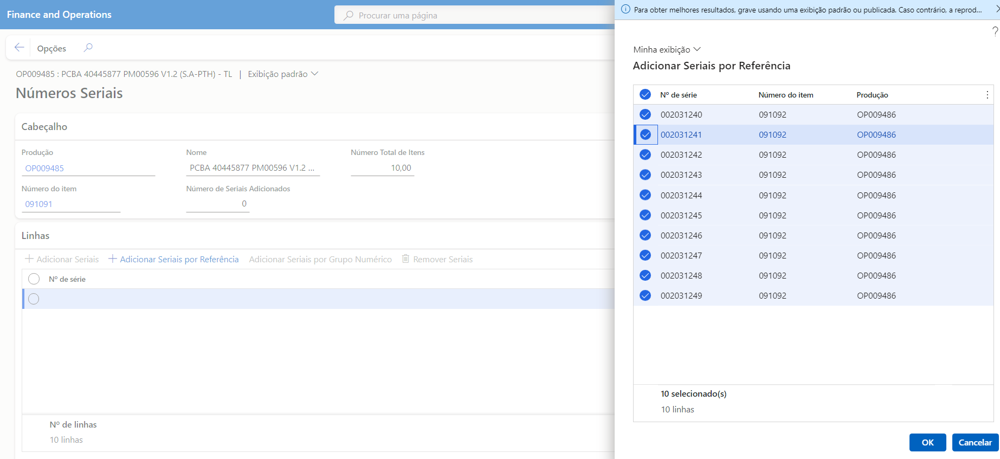 Finance and Operations
Procurar uma página
Opções
OP009485 : PCBA 40445877 PM00596 V1.2 (S.A-PTH) - TL | Exibição padrão
Números Seriais
Cabeçalho
Produção Nome Número Total de Itens
OP009485 PCBA 40445877 PM00596 V1.2 ... 10,00
Número do item Número de Seriais Adicionados
091091 0
Linhas
Adicionar Seriais Adicionar Seriais por Referência Adicionar Seriais por Grupo Numérico Remover Seriais
Nº de série
Nº de linhas
10 linhas
Para obter melhores resultados, grave usando uma exibição padrão ou publicada. Caso contrário, a reprod...
?
Minha exibição
Adicionar Seriais por Referência
Nº de série Número do item Produção
002031240 091092 OP009486
002031241 091092 OP009486
002031242 091092 OP009486
002031243 091092 OP009486
002031244 091092 OP009486
002031245 091092 OP009486
002031246 091092 OP009486
002031247 091092 OP009486
002031248 091092 OP009486
002031249 091092 OP009486
10 selecionado(s)
10 linhas
OK Cancelar